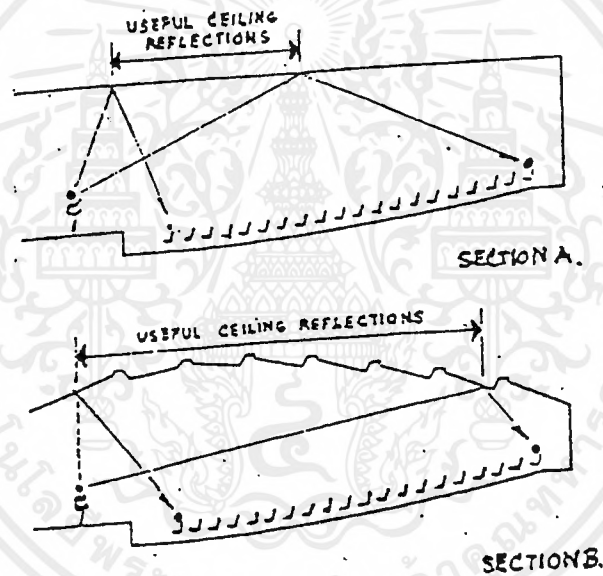 USEFUL CEILING
REFLECTIONS
SECTION A.
USEFUL CEILING REFLECTIONS
SECTION B.